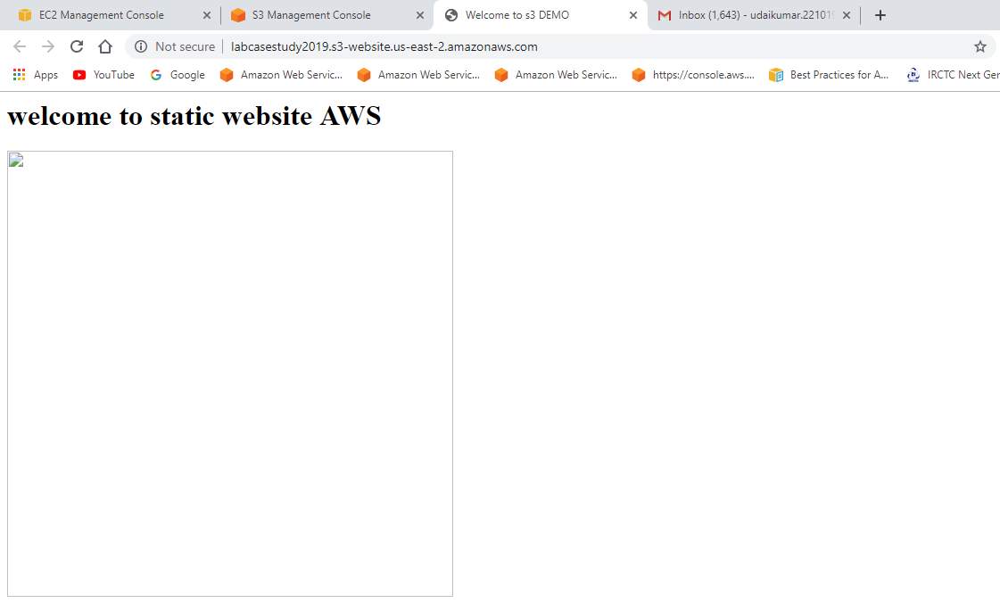 EC2 Management Console
S3 Management Console
Welcome to s3 DEMO
Inbox (1,643) - udaikumar.22101
Not secure
labcasestudy2019.s3-website.us-east-2.amazonaws.com
Apps
YouTube
Google
Amazon Web Servic...
Amazon Web Servic...
Amazon Web Servic...
https://console.aws....
Best Practices for A...
IRCTC Next Ger
welcome to static website AWS